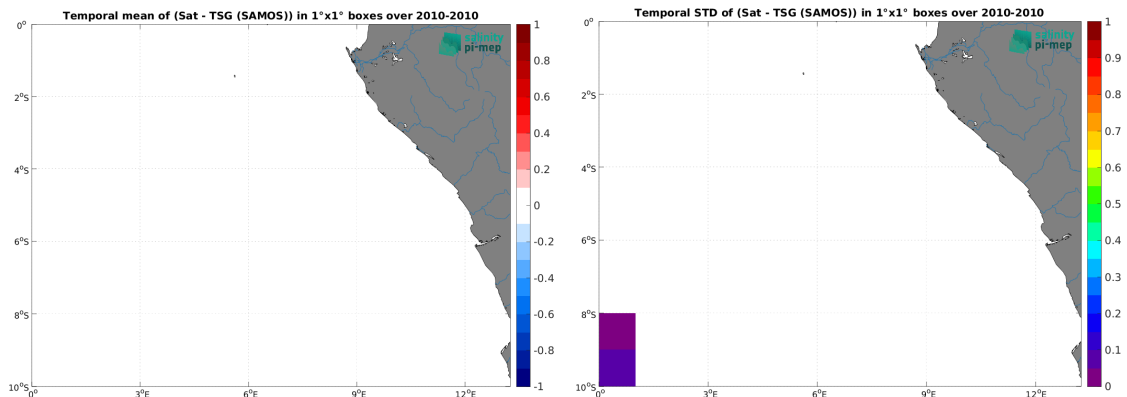 Temporal mean of (Sat - TSG (SAMOS)) in 1°x1° boxes over 2010-2010
0°
2°S
4°S
6°S
8°S
10°S
0°
3°E
6°E
9°E
12°E
salinity
pi-mep
1
0.8
0.6
0.4
0.2
0
-0.2
-0.4
-0.6
-0.8
-1
Temporal STD of (Sat - TSG (SAMOS)) in 1°x1° boxes over 2010-2010
0°
2°S
4°S
6°S
8°S
10°S
0°
3°E
6°E
9°E
12°E
salinity
pi-mep
1
0.9
0.8
0.7
0.6
0.5
0.4
0.3
0.2
0.1
0